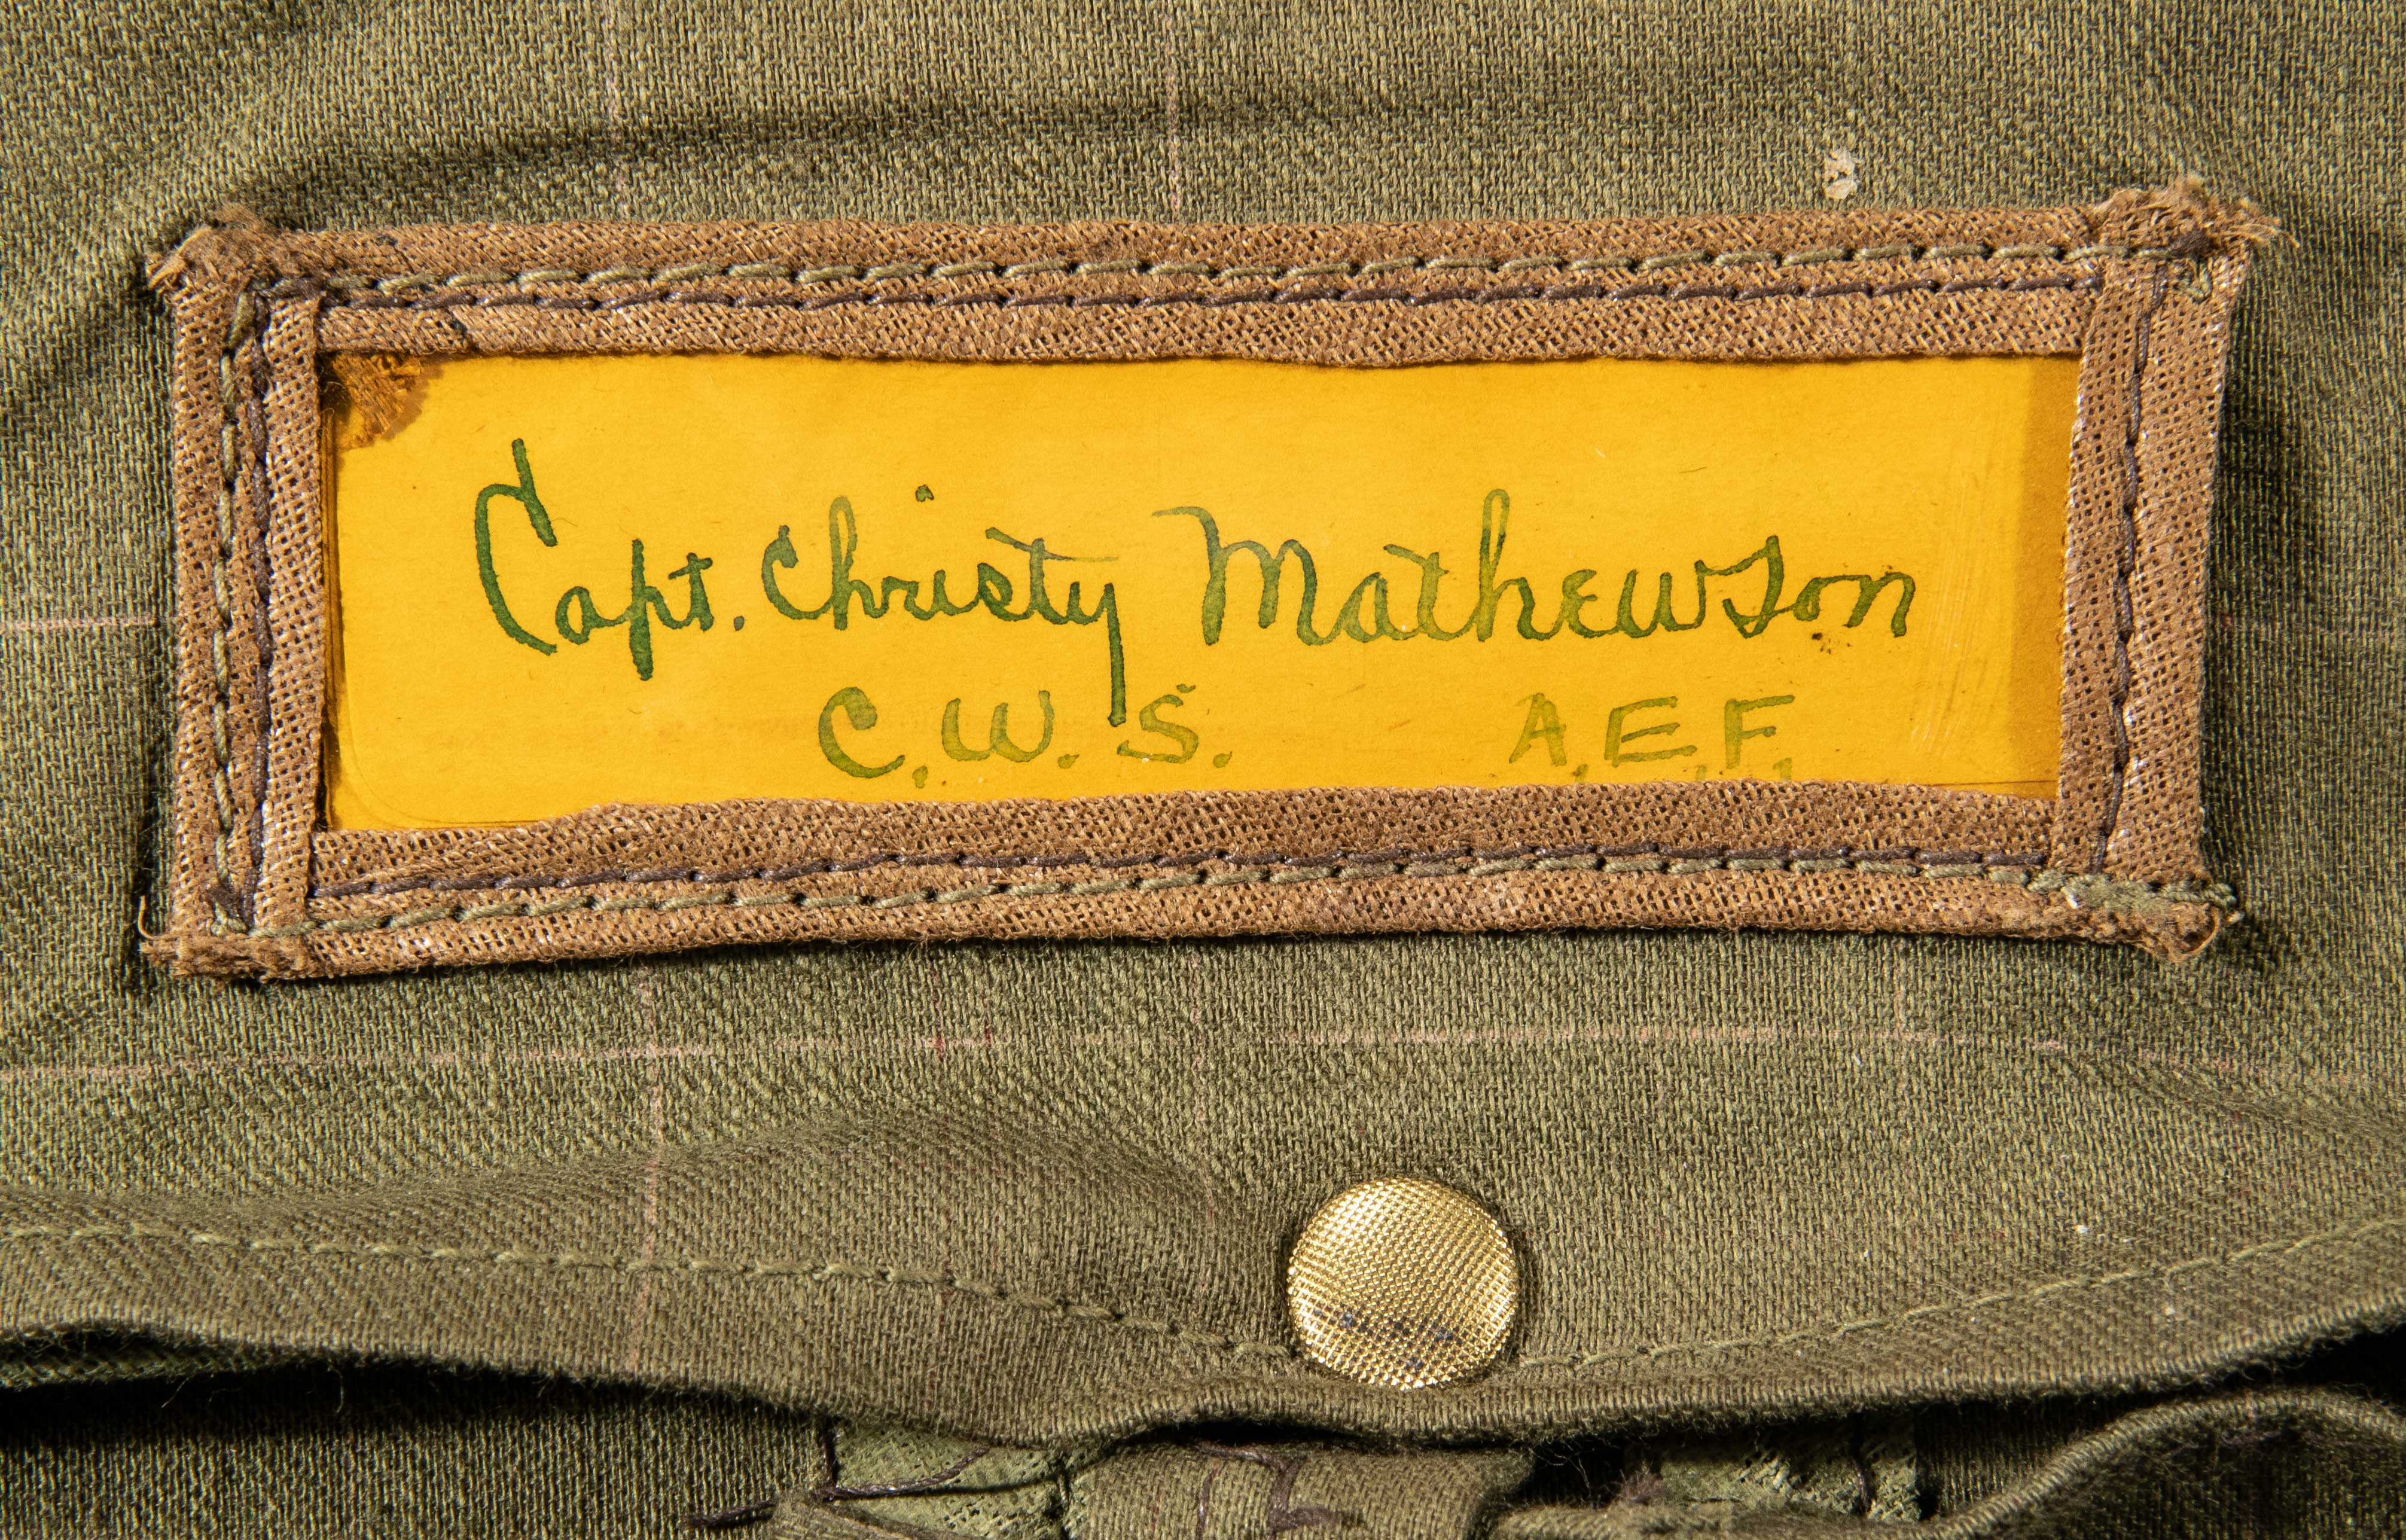 Capt. Christy Mathewson
C.W.S. A.E.F.